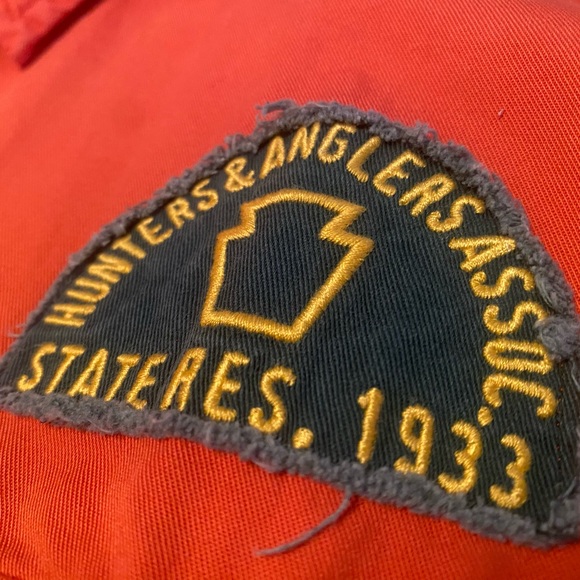 HUNTERS & ANGLERS ASSOC.
STATE RES. 1933